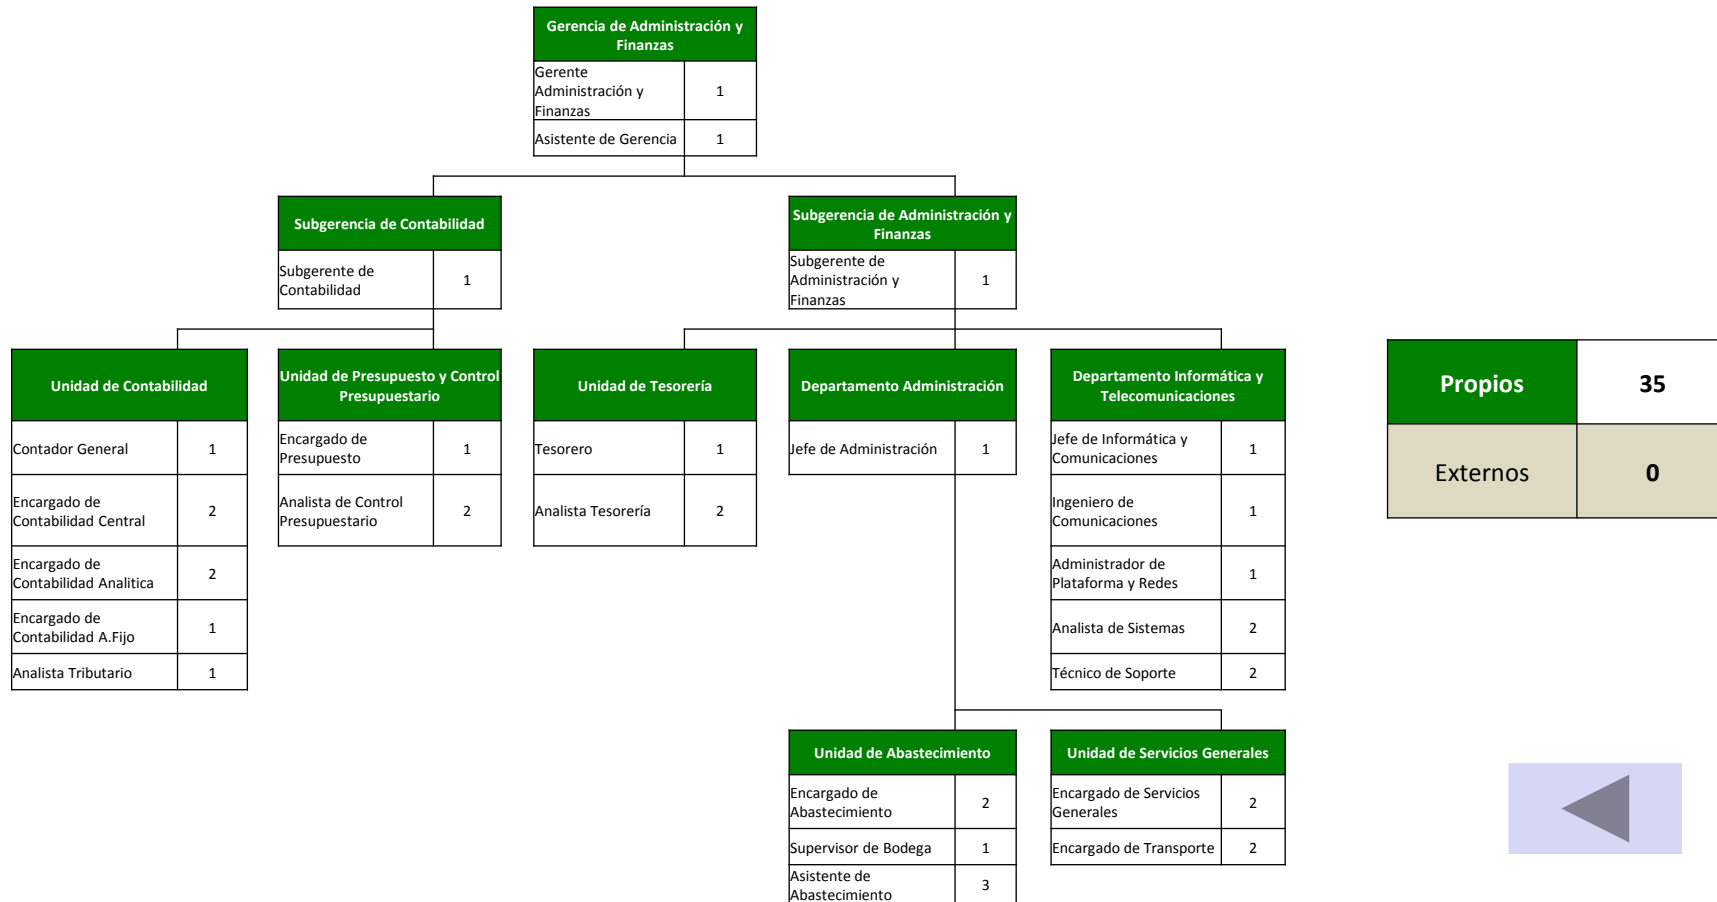 Gerencia de Administración y
Finanzas
Gerente
Administración y
Finanzas
1
Asistente de Gerencia
1
Subgerencia de Contabilidad
Subgerente de
Contabilidad
1
Subgerencia de Administración y
Finanzas
Subgerente de
Administración y
Finanzas
1
Unidad de Contabilidad
Contador General
1
Encargado de
Contabilidad Central
2
Encargado de
Contabilidad Analitica
2
Encargado de
Contabilidad A.Fijo
1
Analista Tributario
1
Unidad de Presupuesto y Control
Presupuestario
Encargado de
Presupuesto
1
Analista de Control
Presupuestario
2
Unidad de Tesorería
Tesorero
1
Analista Tesorería
2
Departamento Administración
Jefe de Administración
1
Departamento Informática y
Telecomunicaciones
Jefe de Informática y
Comunicaciones
1
Ingeniero de
Comunicaciones
1
Administrador de
Plataforma y Redes
1
Analista de Sistemas
2
Técnico de Soporte
2
Propios
35
Externos
0
Unidad de Abastecimiento
Encargado de
Abastecimiento
2
Supervisor de Bodega
1
Asistente de
Abastecimiento
3
Unidad de Servicios Generales
Encargado de Servicios
Generales
2
Encargado de Transporte
2